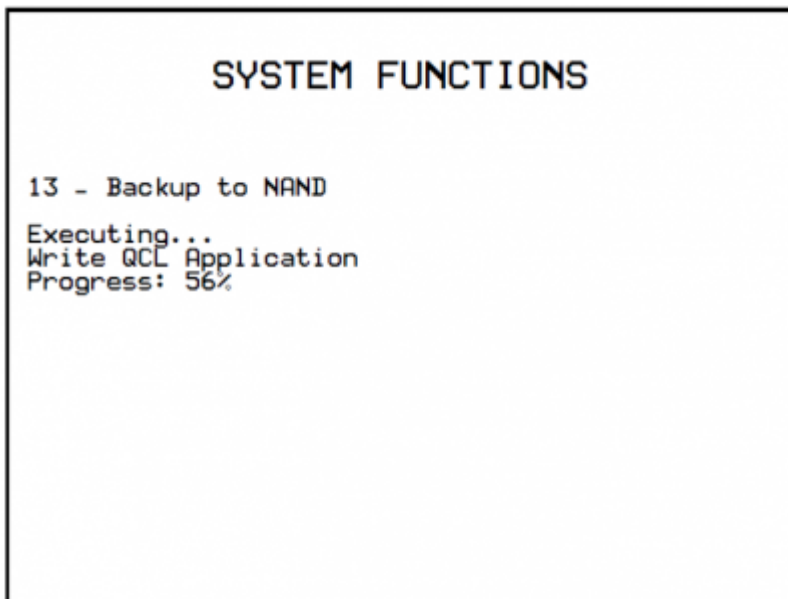 SYSTEM FUNCTIONS
13 - Backup to NAND
Executing...
Write QCL Application
Progress: 56%